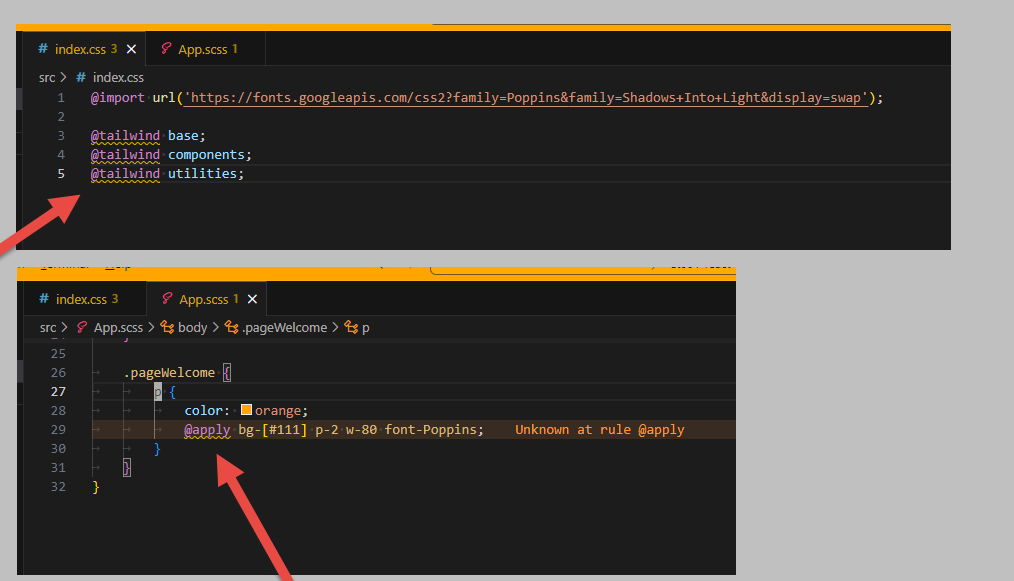 # index.css 3 ✕ App.scss 1
src > # index.css
1 @import url('https://fonts.googleapis.com/css2?family=Poppins&family=Shadows+Into+Light&display=swap');
2
3 @tailwind base;
4 @tailwind components;
5 @tailwind utilities;
# index.css 3 App.scss 1 ✕
src > App.scss > body > .pageWelcome > p
25
26 .pageWelcome {
27 p {
28 color: orange;
29 @apply bg-[#111] p-2 w-80 font-Poppins; Unknown at rule @apply
30 }
31 }
32 }